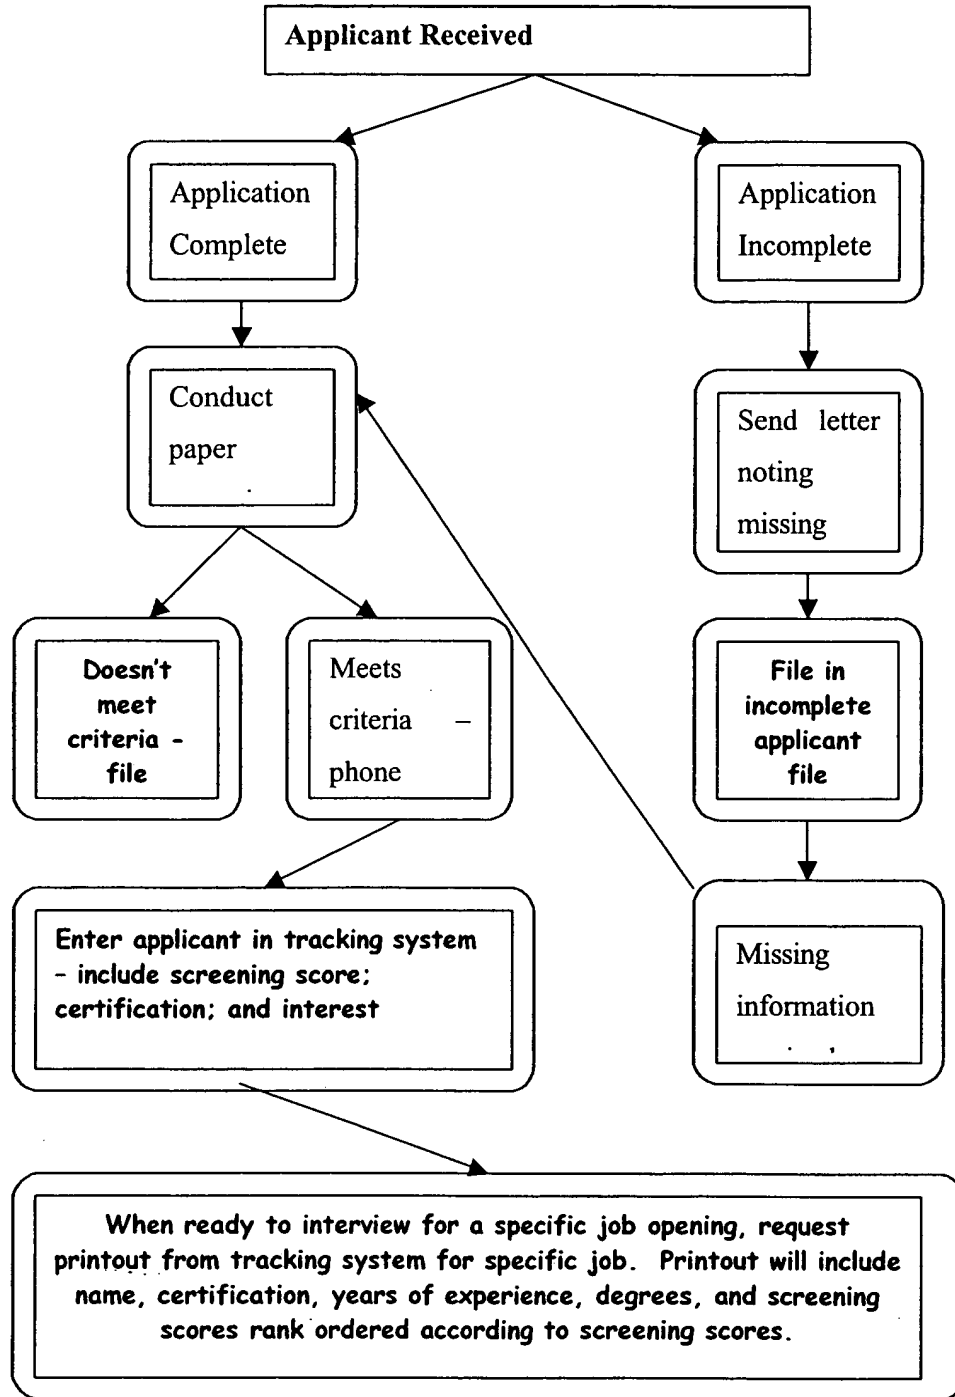 Applicant Received
Application
Complete
Application
Incomplete
Conduct
paper
Send letter
noting
missing
Doesn't
meet
criteria -
file
Meets
criteria –
phone
File in
incomplete
applicant
file
Enter applicant in tracking system
- include screening score;
certification; and interest
Missing
information
When ready to interview for a specific job opening, request
printout from tracking system for specific job. Printout will include
name, certification, years of experience, degrees, and screening
scores rank ordered according to screening scores.